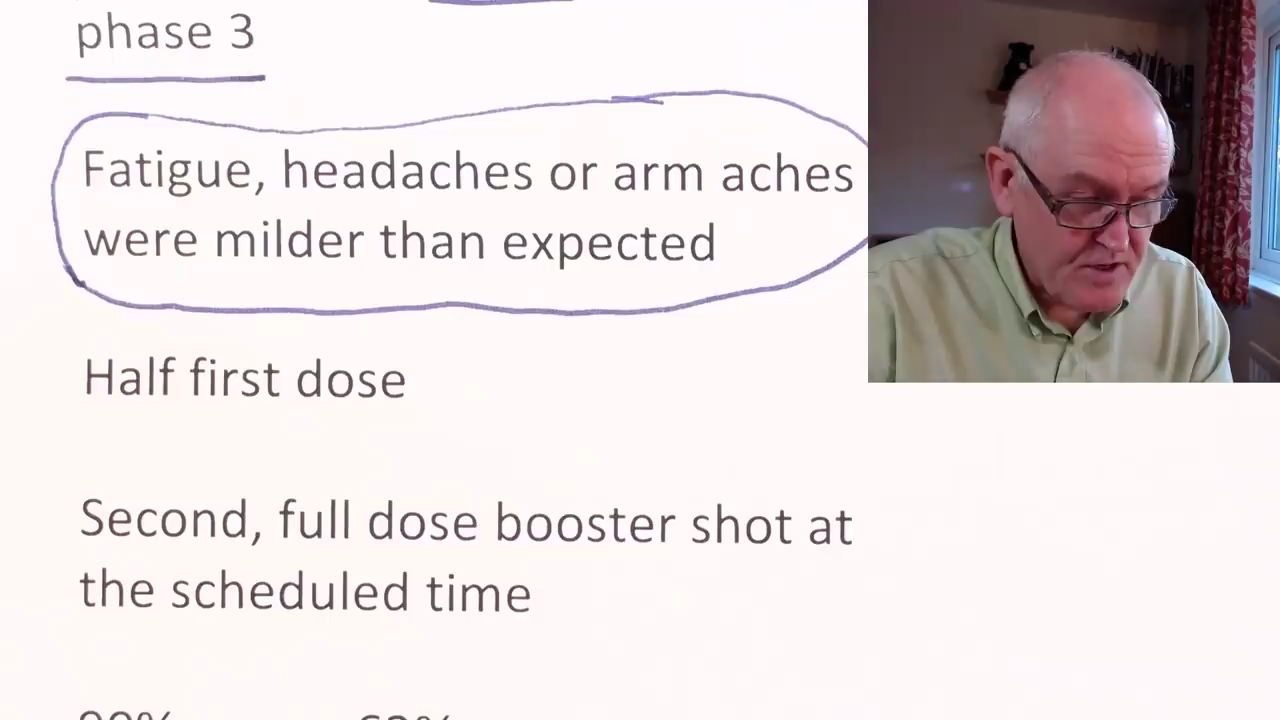 phase 3
Fatigue, headaches or arm aches
were milder than expected
Half first dose
Second, full dose booster shot at
the scheduled time